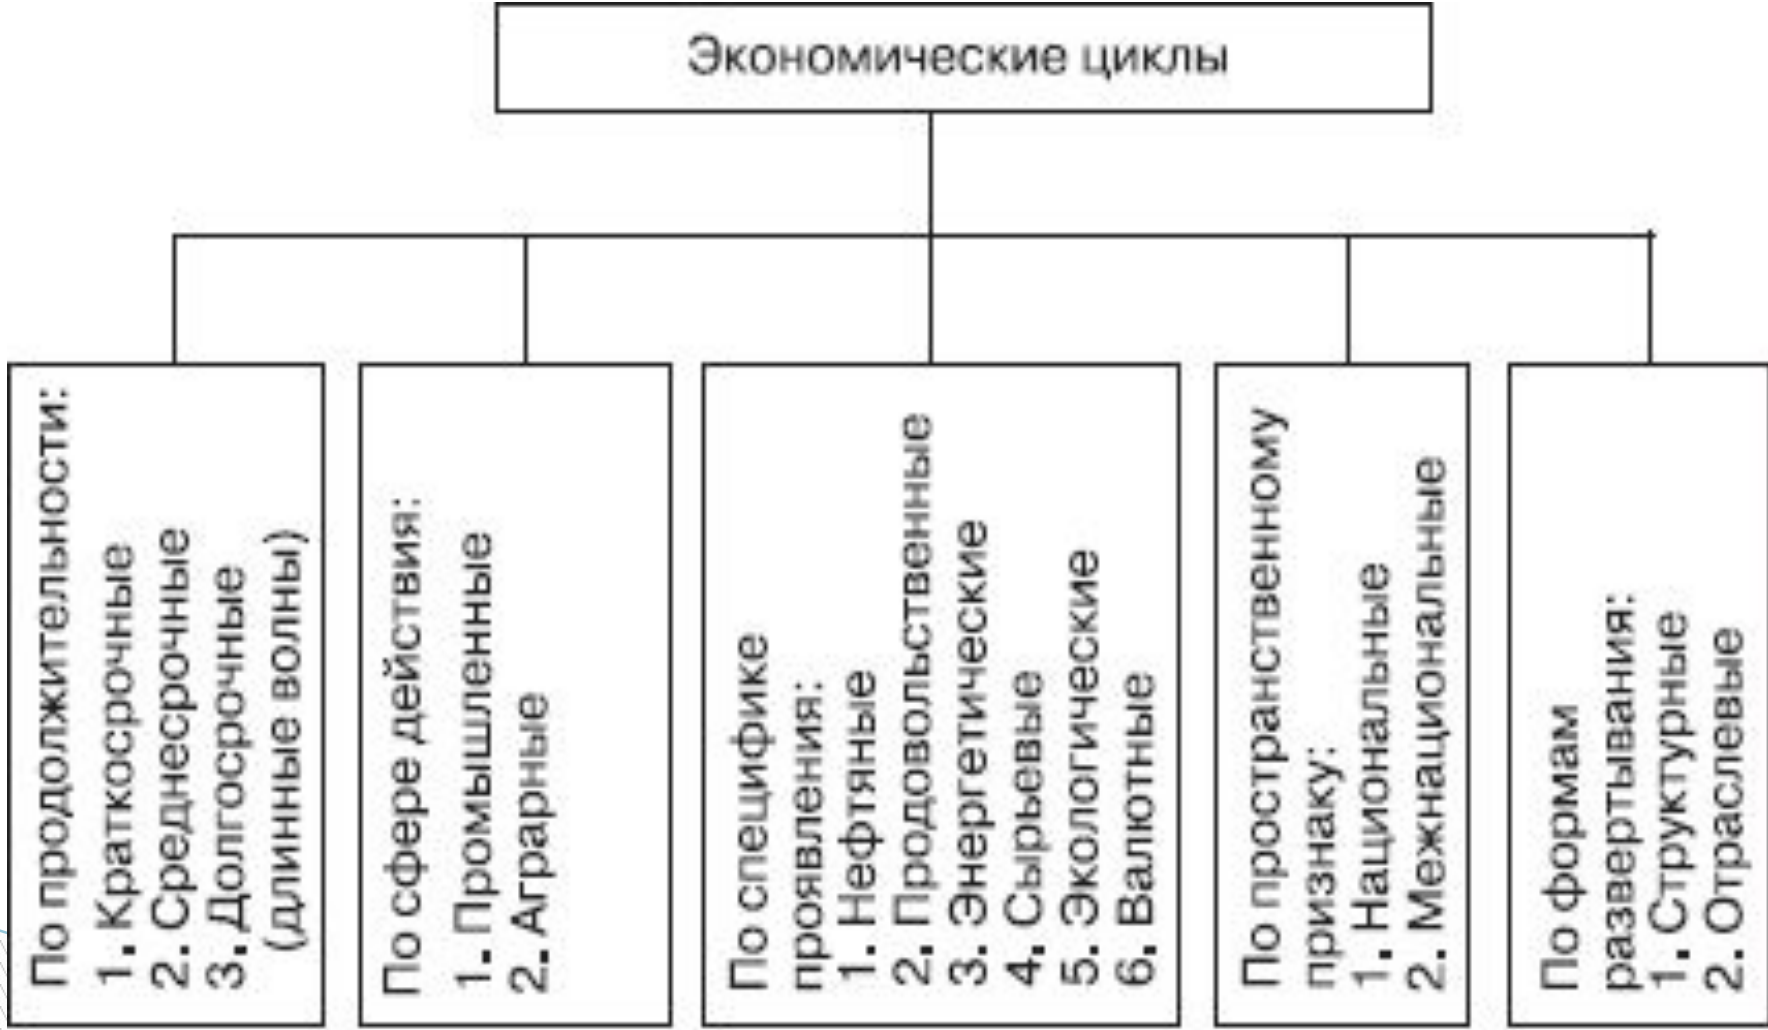 Экономические циклы
По продолжительности:
1. Краткосрочные
2. Среднесрочные
3. Долгосрочные
(длинные волны)
По сфере действия:
1. Промышленные
2. Аграрные
По специфике
проявления:
1. Нефтяные
2. Продовольственные
3. Энергетические
4. Сырьевые
5. Экологические
6. Валютные
По пространственному
признаку:
1. Национальные
2. Межнациональные
По формам
развертывания:
1. Структурные
2. Отраслевые